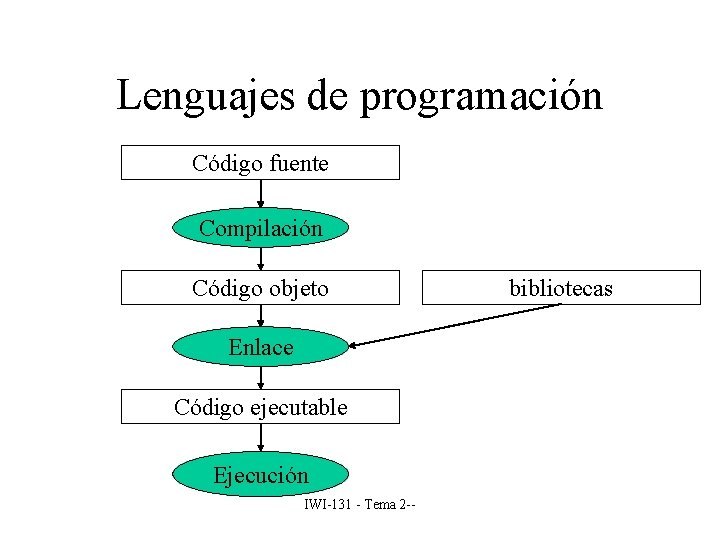 Lenguajes de programación
Código fuente
Compilación
Código objeto
bibliotecas
Enlace
Código ejecutable
Ejecución
IWI-131 - Tema 2--